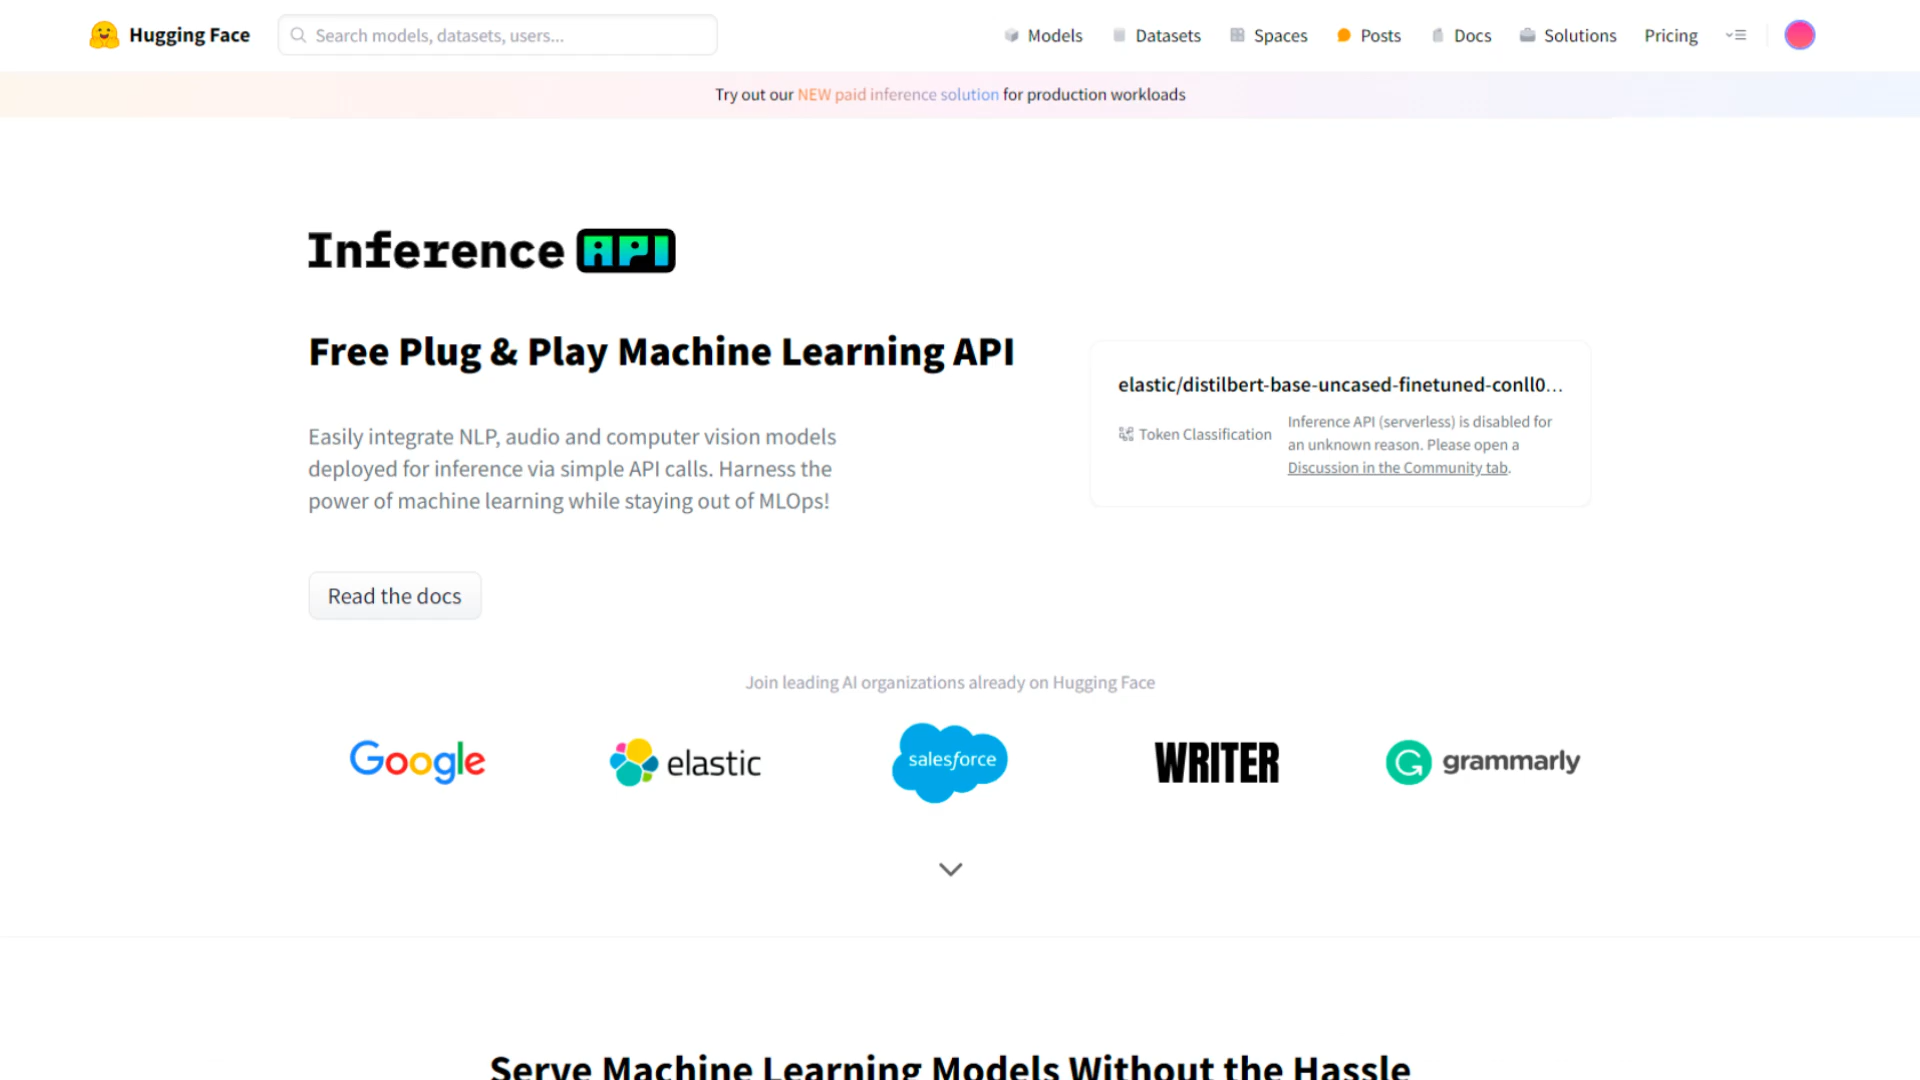 Hugging Face
Search models, datasets, users...
Models
Datasets
Spaces
Posts
Docs
Solutions
Pricing
Try out our NEW paid inference solution for production workloads
Inference API
Free Plug & Play Machine Learning API
Easily integrate NLP, audio and computer vision models
deployed for inference via simple API calls. Harness the
power of machine learning while staying out of MLOps!
Read the docs
elastic/distilbert-base-uncased-finetuned-conll0...
Token Classification
Inference API (serverless) is disabled for
an unknown reason. Please open a
Discussion in the Community tab.
Join leading AI organizations already on Hugging Face
Google
elastic
salesforce
WRITER
grammarly
Serve Machine Learning Models Without the Hassle